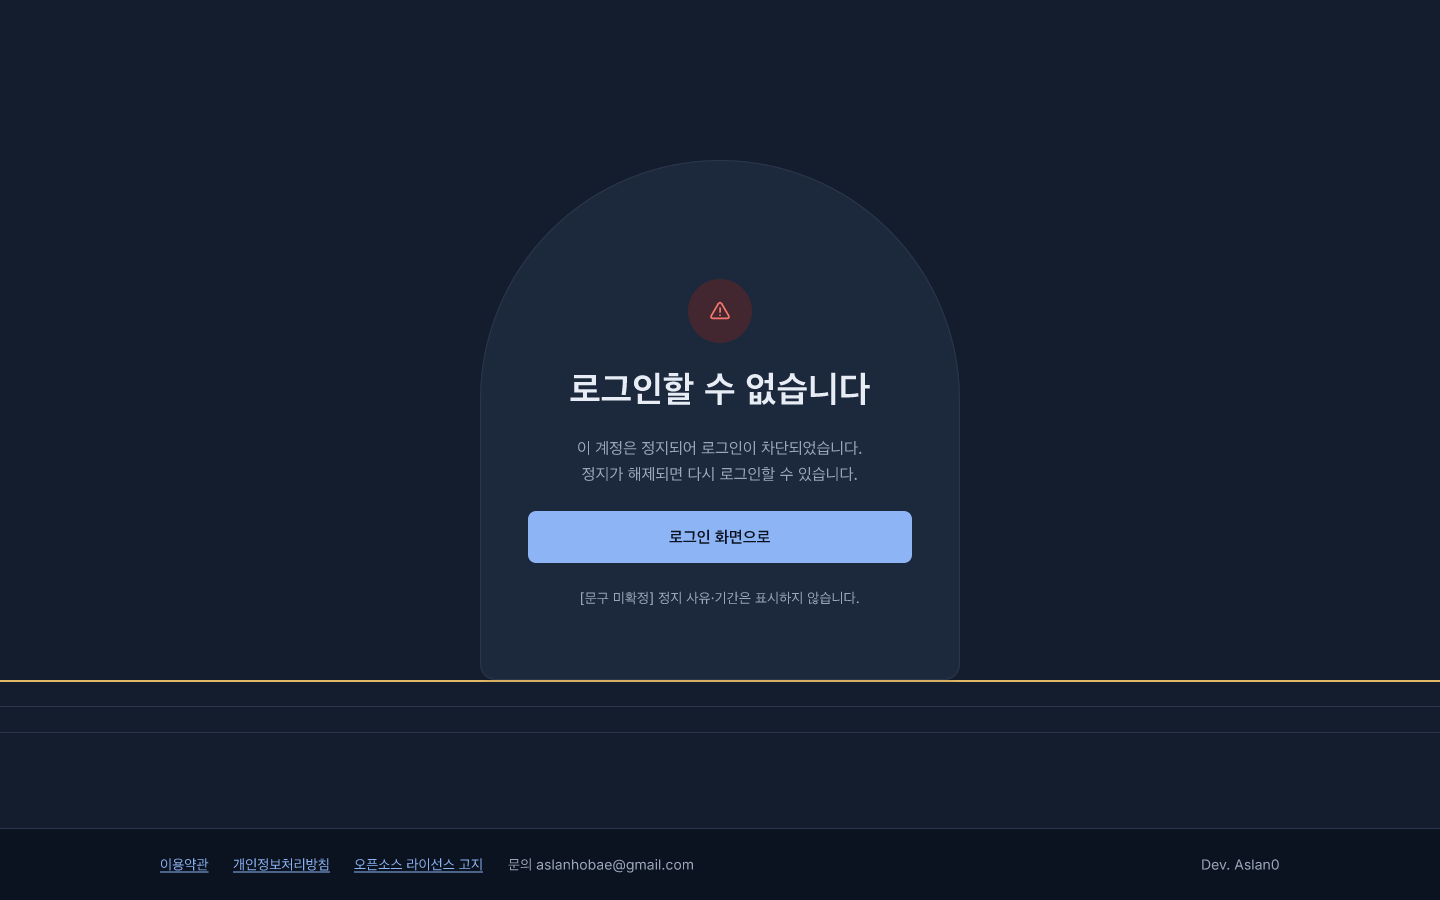 로그인할 수 없습니다
이 계정은 정지되어 로그인이 차단되었습니다.
정지가 해제되면 다시 로그인할 수 있습니다.
로그인 화면으로
[문구 미확정] 정지 사유·기간은 표시하지 않습니다.
이용약관 개인정보처리방침 오픈소스 라이선스 고지 문의 aslanhobae@gmail.com Dev. Aslan0